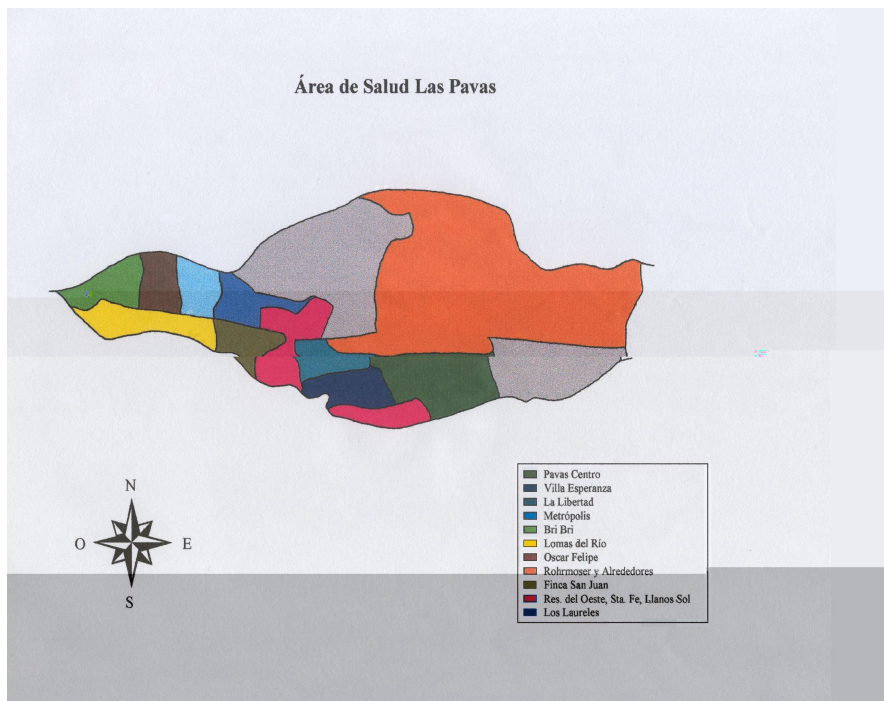 Área de Salud Las Pavas
N
O
E
S
Pavas Centro
Villa Esperanza
La Libertad
Metrópolis
Bri Bri
Lomas del Río
Oscar Felipe
Rohrmoser y Alrededores
Finca San Juan
Res. del Oeste, Sta. Fe, Llanos Sol
Los Laureles